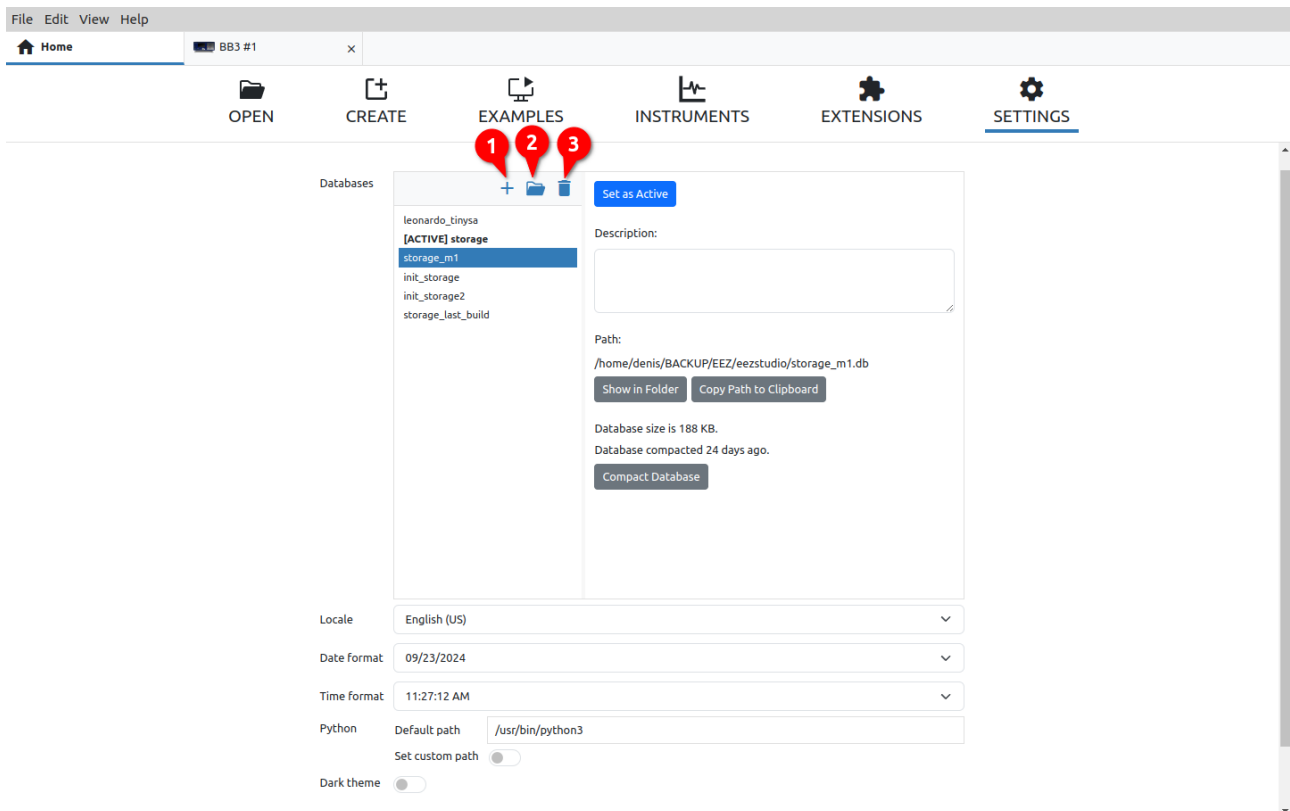 File Edit View Help
Home BB3 #1 x
OPEN CREATE EXAMPLES INSTRUMENTS EXTENSIONS SETTINGS
1 2 3
Databases
leonardo_tinysa
[ACTIVE] storage
storage_m1
init_storage
init_storage2
storage_last_build
Set as Active
Description:
Path:
/home/denis/BACKUP/EEZ/eezstudio/storage_m1.db
Show in Folder Copy Path to Clipboard
Database size is 188 KB.
Database compacted 24 days ago.
Compact Database
Locale English (US)
Date format 09/23/2024
Time format 11:27:12 AM
Python Default path /usr/bin/python3
Set custom path
Dark theme